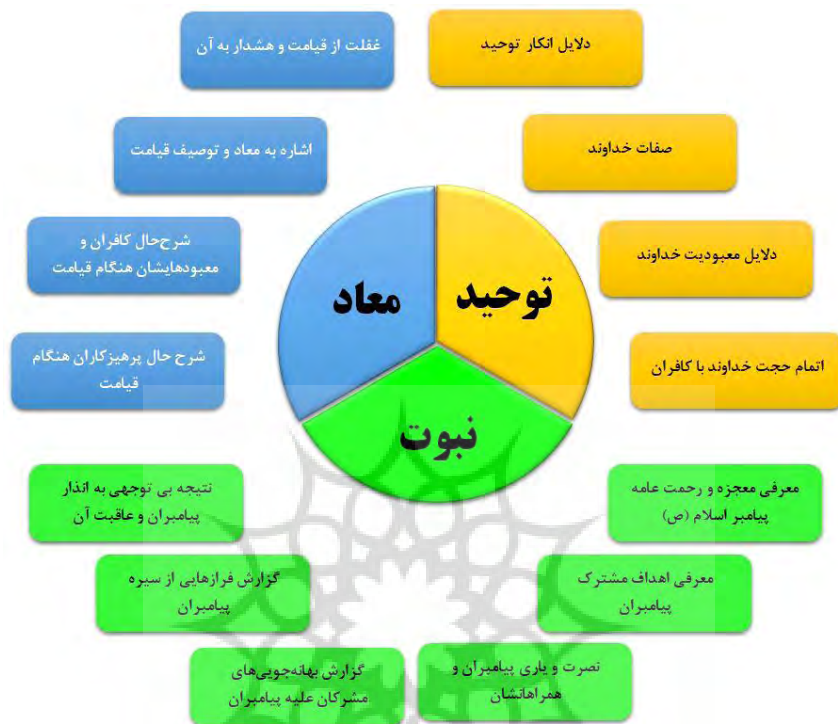 دلایل انکار توحید
غفلت از قیامت و هشدار به آن
صفات خداوند
اشاره به معاد و توصیف قیامت
دلایل معبودیت خداوند
شرح‌حال کافران و
معبودهایشان هنگام قیامت
توحید
معاد
اتمام حجت خداوند با کافران
شرح حال پرهیزکاران هنگام
قیامت
نبوت
معرفی معجزه و رحمت عامه
پیامبر اسلام (ص)
نتیجه بی توجهی به انذار
پیامبران و عاقبت آن
معرفی اهداف مشترک
پیامبران
گزارش فرازهایی از سیره
پیامبران
نصرت و یاری پیامبران و
همراهانشان
گزارش بهانه‌جویی‌های
مشرکان علیه پیامبران